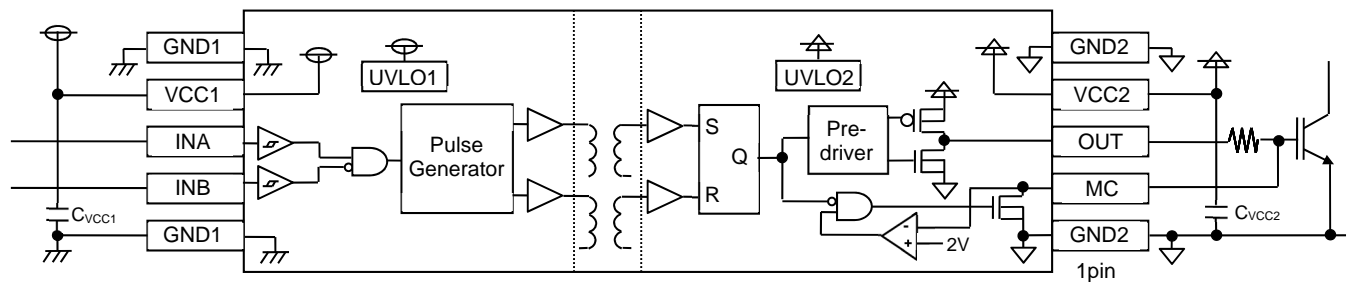 GND1
GND2
UVLO1
UVLO2
VCC1
VCC2
INA
Pulse
Generator
S
Q
R
Pre-
driver
OUT
INB
MC
CVCC1
CVCC2
GND1
-
+
2V
GND2
1pin